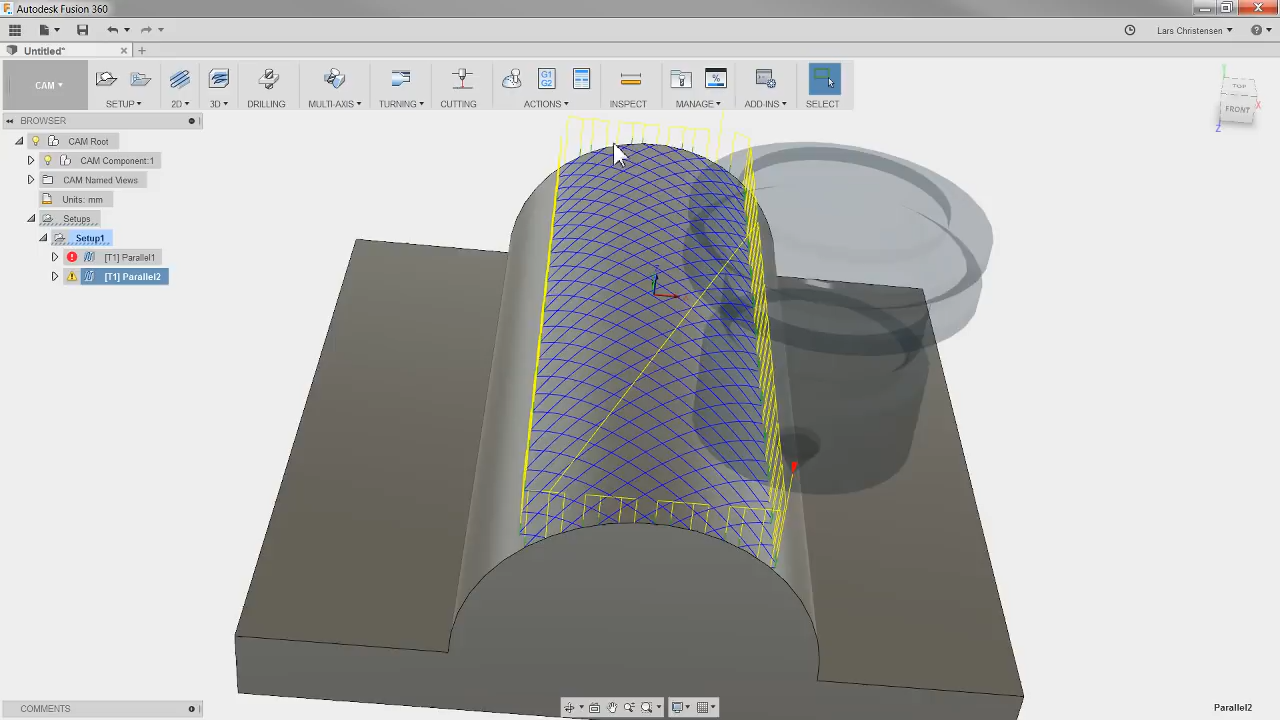 Autodesk Fusion 360
Lars Christensen
Untitled*
CAM
SETUP
2D
3D
DRILLING
MULTI-AXIS
TURNING
CUTTING
G1
G2
ACTIONS
INSPECT
MANAGE
ADD-INS
SELECT
TOP
FRONT
X
Z
BROWSER
CAM Root
CAM Component:1
CAM Named Views
Units: mm
Setups
Setup1
[T1] Parallel1
[T1] Parallel2
COMMENTS
Parallel2